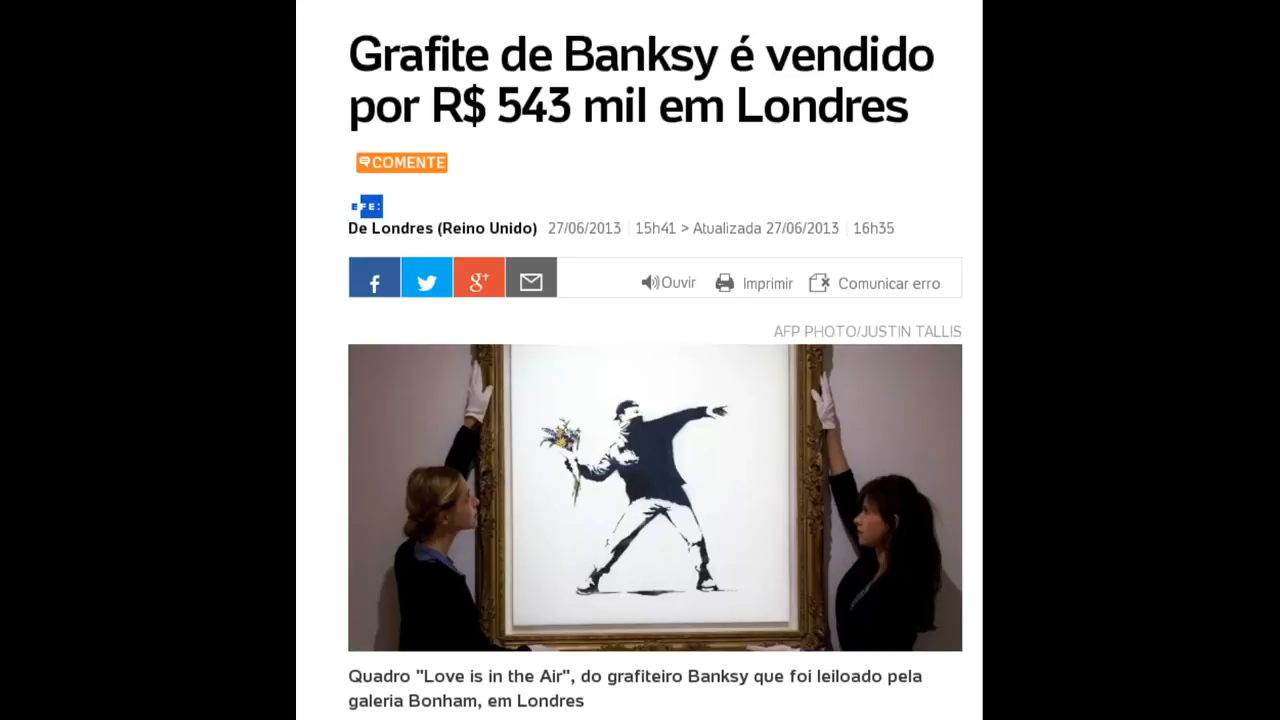 Grafite de Banksy é vendido
por R$ 543 mil em Londres
COMENTE
EFE:
De Londres (Reino Unido) 27/06/2013 15h41 > Atualizada 27/06/2013 16h35
f g+ Ouvir Imprimir Comunicar erro
AFP PHOTO/JUSTIN TALLIS
Quadro "Love is in the Air", do grafiteiro Banksy que foi leiloado pela
galeria Bonham, em Londres